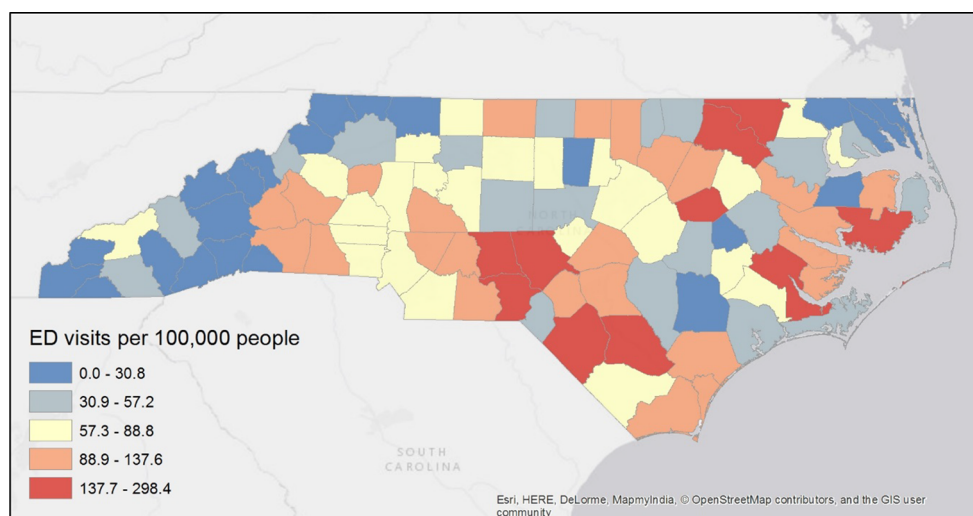 NORTH
SOUTH
CAROLINA
ED visits per 100,000 people
0.0 - 30.8
30.9 - 57.2
57.3 - 88.8
88.9 - 137.6
137.7 - 298.4
Esri, HERE, DeLorme, MapmyIndia, © OpenStreetMap contributors, and the GIS user
community